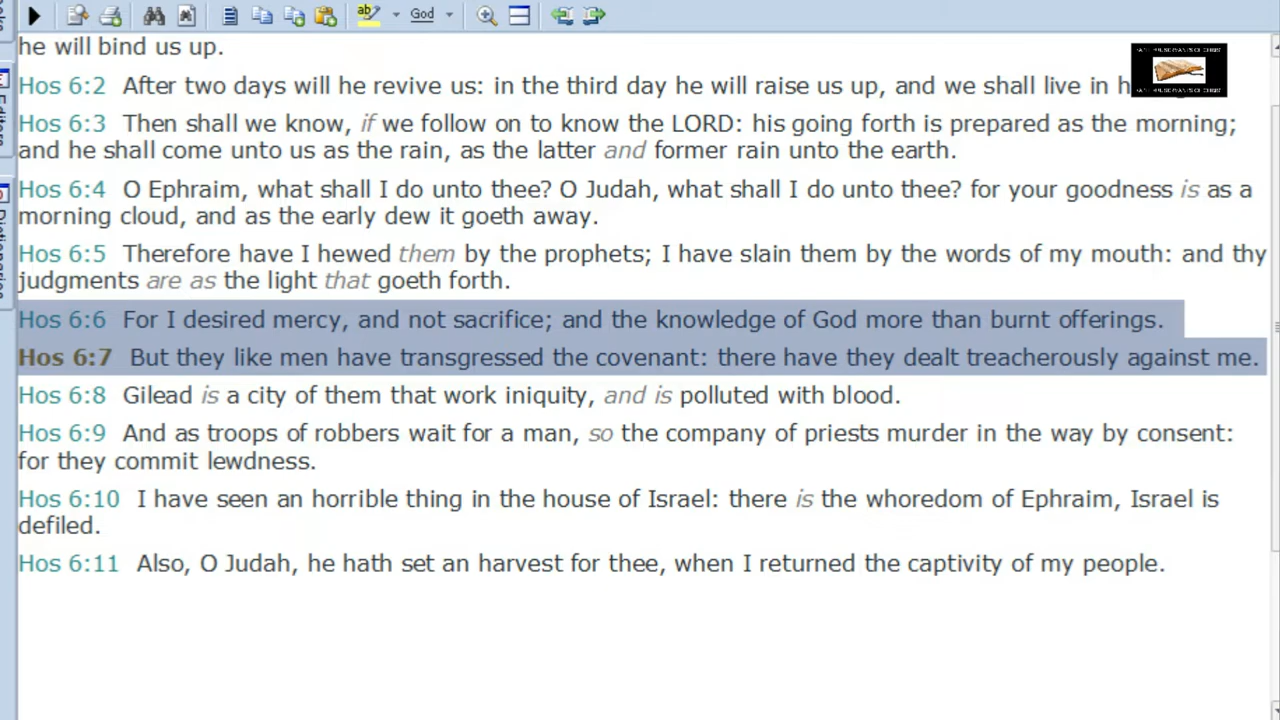 God
he will bind us up.
Hos 6:2 After two days will he revive us: in the third day he will raise us up, and we shall live in h
Hos 6:3 Then shall we know, if we follow on to know the LORD: his going forth is prepared as the morning;
and he shall come unto us as the rain, as the latter and former rain unto the earth.
Hos 6:4 O Ephraim, what shall I do unto thee? O Judah, what shall I do unto thee? for your goodness is as a
morning cloud, and as the early dew it goeth away.
Hos 6:5 Therefore have I hewed them by the prophets; I have slain them by the words of my mouth: and thy
judgments are as the light that goeth forth.
Hos 6:6 For I desired mercy, and not sacrifice; and the knowledge of God more than burnt offerings.
Hos 6:7 But they like men have transgressed the covenant: there have they dealt treacherously against me.
Hos 6:8 Gilead is a city of them that work iniquity, and is polluted with blood.
Hos 6:9 And as troops of robbers wait for a man, so the company of priests murder in the way by consent:
for they commit lewdness.
Hos 6:10 I have seen an horrible thing in the house of Israel: there is the whoredom of Ephraim, Israel is
defiled.
Hos 6:11 Also, O Judah, he hath set an harvest for thee, when I returned the captivity of my people.
Editors